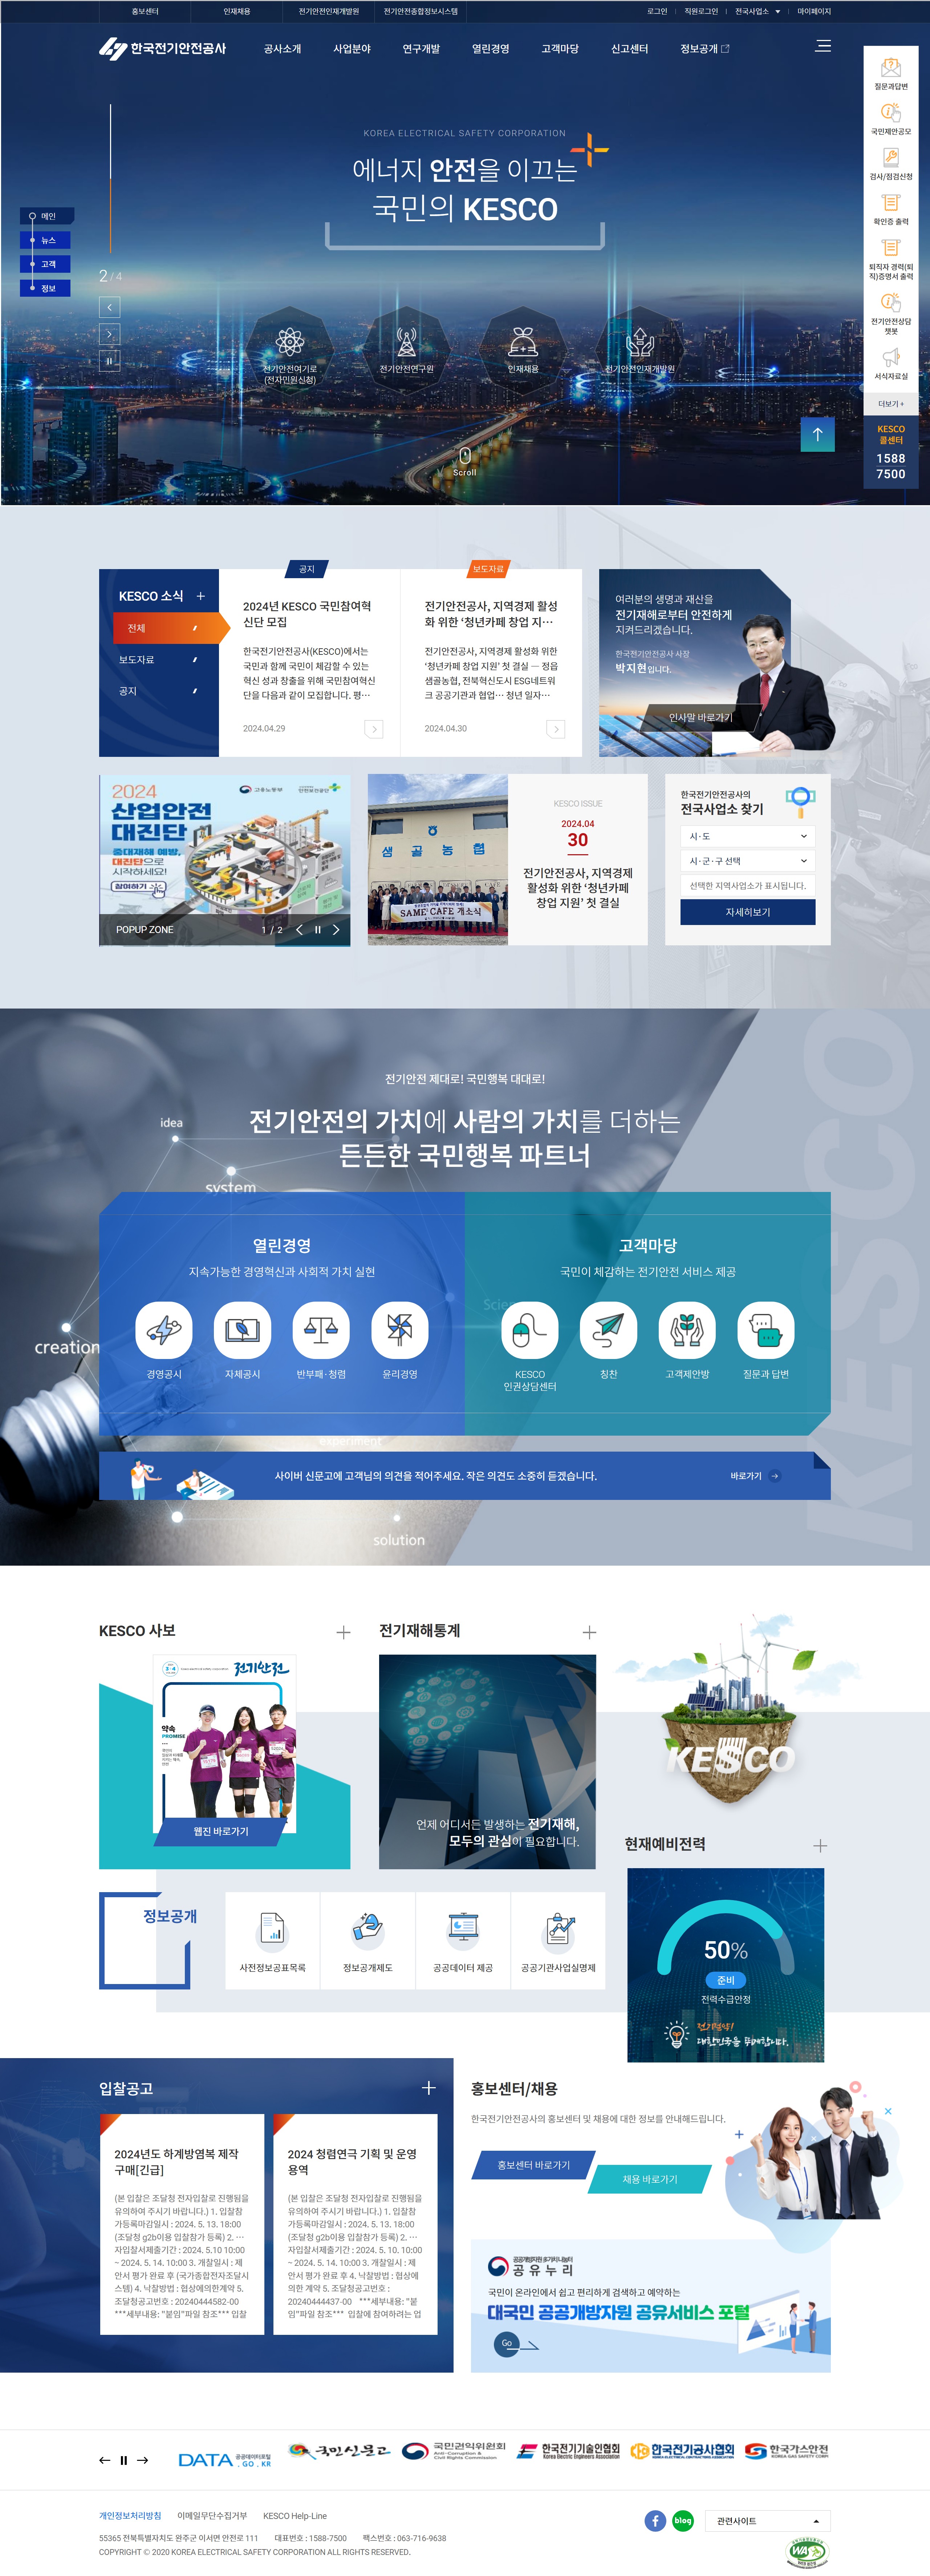 홍보센터
인재채용
전기안전인재개발원
전기안전종합정보시스템
로그인
직원로그인
전국사업소
마이페이지
한국전기안전공사
공사소개
사업분야
연구개발
열린경영
고객마당
신고센터
정보공개
KOREA ELECTRICAL SAFETY CORPORATION
에너지 안전을 이끄는
국민의 KESCO
메인
뉴스
고객
정보
2 / 4
전기안전여기로
(전자민원신청)
전기안전연구원
인재채용
전기안전인재개발원
Scroll
질문과답변
국민제안공모
검사/점검신청
확인증 출력
퇴직자 경력(퇴
직)증명서 출력
전기안전상담
챗봇
서식자료실
더보기 +
KESCO
콜센터
1588
7500
KESCO 소식
전체
보도자료
공지
공지
2024년 KESCO 국민참여혁
신단 모집
한국전기안전공사(KESCO)에서는
국민과 함께 국민이 체감할 수 있는
혁신 성과 창출을 위해 국민참여혁신
단을 다음과 같이 모집합니다. 평…
2024.04.29
보도자료
전기안전공사, 지역경제 활성
화 위한 ‘청년카페 창업 지…
전기안전공사, 지역경제 활성화 위한
‘청년카페 창업 지원’ 첫 결실 — 정읍
샘골농협, 전북혁신도시 ESG네트워
크 공공기관과 협업… 청년 일자…
2024.04.30
여러분의 생명과 재산을
전기재해로부터 안전하게
지켜드리겠습니다.
한국전기안전공사 사장
박지현입니다.
인사말 바로가기
2024
산업안전
대진단
중대재해 예방,
대진단으로
시작하세요!
참여하기
고용노동부
POPUP ZONE
1 / 2
샘골농협
SAME' CAFE 개소식
KESCO ISSUE
2024.04
30
전기안전공사, 지역경제
활성화 위한 ‘청년카페
창업 지원’ 첫 결실
한국전기안전공사의
전국사업소 찾기
시·도
시·군·구 선택
선택한 지역사업소가 표시됩니다.
자세히보기
전기안전 제대로! 국민행복 대대로!
전기안전의 가치에 사람의 가치를 더하는
든든한 국민행복 파트너
idea
system
creation
experiment
solution
KESCO
열린경영
지속가능한 경영혁신과 사회적 가치 실현
경영공시
자체공시
반부패·청렴
윤리경영
고객마당
국민이 체감하는 전기안전 서비스 제공
KESCO
인권상담센터
칭찬
고객제안방
질문과 답변
사이버 신문고에 고객님의 의견을 적어주세요. 작은 의견도 소중히 듣겠습니다.
바로가기
KESCO 사보
전기안전
약속
PROMISE
웹진 바로가기
전기재해통계
언제 어디서든 발생하는 전기재해,
모두의 관심이 필요합니다.
KESCO
현재예비전력
50%
준비
전력수급안정
전기절약!
대한민국을 뛰게합니다.
정보공개
사전정보공표목록
정보공개제도
공공데이터 제공
공공기관사업실명제
입찰공고
2024년도 하계방염복 제작
구매[긴급]
(본 입찰은 조달청 전자입찰로 진행됨을
유의하여 주시기 바랍니다.) 1. 입찰참
가등록마감일시 : 2024. 5. 13. 18:00
(조달청 g2b이용 입찰참가 등록) 2. …
자입찰서제출기간 : 2024. 5.10 10:00
~ 2024. 5. 14. 10:00 3. 개찰일시 : 제
안서 평가 완료 후 (국가종합전자조달시
스템) 4. 낙찰방법 : 협상에의한계약 5.
조달청공고번호 : 20240444582-00
***세부내용: "붙임"파일 참조*** 입찰
2024 청렴연극 기획 및 운영
용역
(본 입찰은 조달청 전자입찰로 진행됨을
유의하여 주시기 바랍니다.) 1. 입찰참
가등록마감일시 : 2024. 5. 13. 18:00
(조달청 g2b이용 입찰참가 등록) 2. …
자입찰서제출기간 : 2024. 5. 10. 10:00
~ 2024. 5. 14. 10:00 3. 개찰일시 : 제
안서 평가 완료 후 4. 낙찰방법 : 협상에
의한 계약 5. 조달청공고번호 :
20240444437-00 ***세부내용: "붙
임"파일 참조*** 입찰에 참여하려는 업
홍보센터/채용
한국전기안전공사의 홍보센터 및 채용에 대한 정보를 안내해드립니다.
홍보센터 바로가기
채용 바로가기
공유누리
국민이 온라인에서 쉽고 편리하게 검색하고 예약하는
대국민 공공개방자원 공유서비스 포털
Go
DATA 공공데이터포털
.GO.KR
국민신문고
국민권익위원회
Anti-Corruption &
Civil Rights Commission
한국전기기술인협회
Korea Electric Engineers Association
한국전기공사협회
한국가스안전
KOREA GAS SAFETY CORP
개인정보처리방침
이메일무단수집거부
KESCO Help-Line
blog
관련사이트
55365 전북특별자치도 완주군 이서면 안전로 111
대표번호 : 1588-7500
팩스번호 : 063-716-9638
COPYRIGHT © 2020 KOREA ELECTRICAL SAFETY CORPORATION ALL RIGHTS RESERVED.